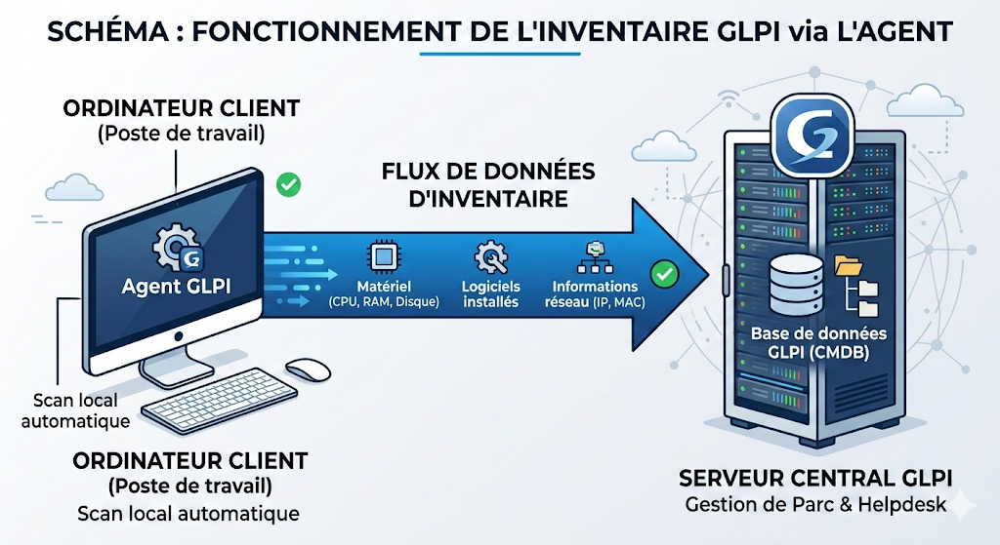 SCHÉMA : FONCTIONNEMENT DE L'INVENTAIRE GLPI via L'AGENT
ORDINATEUR CLIENT
(Poste de travail)
Agent GLPI
Scan local
automatique
ORDINATEUR CLIENT
(Poste de travail)
Scan local automatique
FLUX DE DONNÉES
D'INVENTAIRE
Matériel
(CPU, RAM, Disque)
Logiciels
installés
Informations
réseau (IP, MAC)
Base de données
GLPI (CMDB)
SERVEUR CENTRAL GLPI
Gestion de Parc & Helpdesk